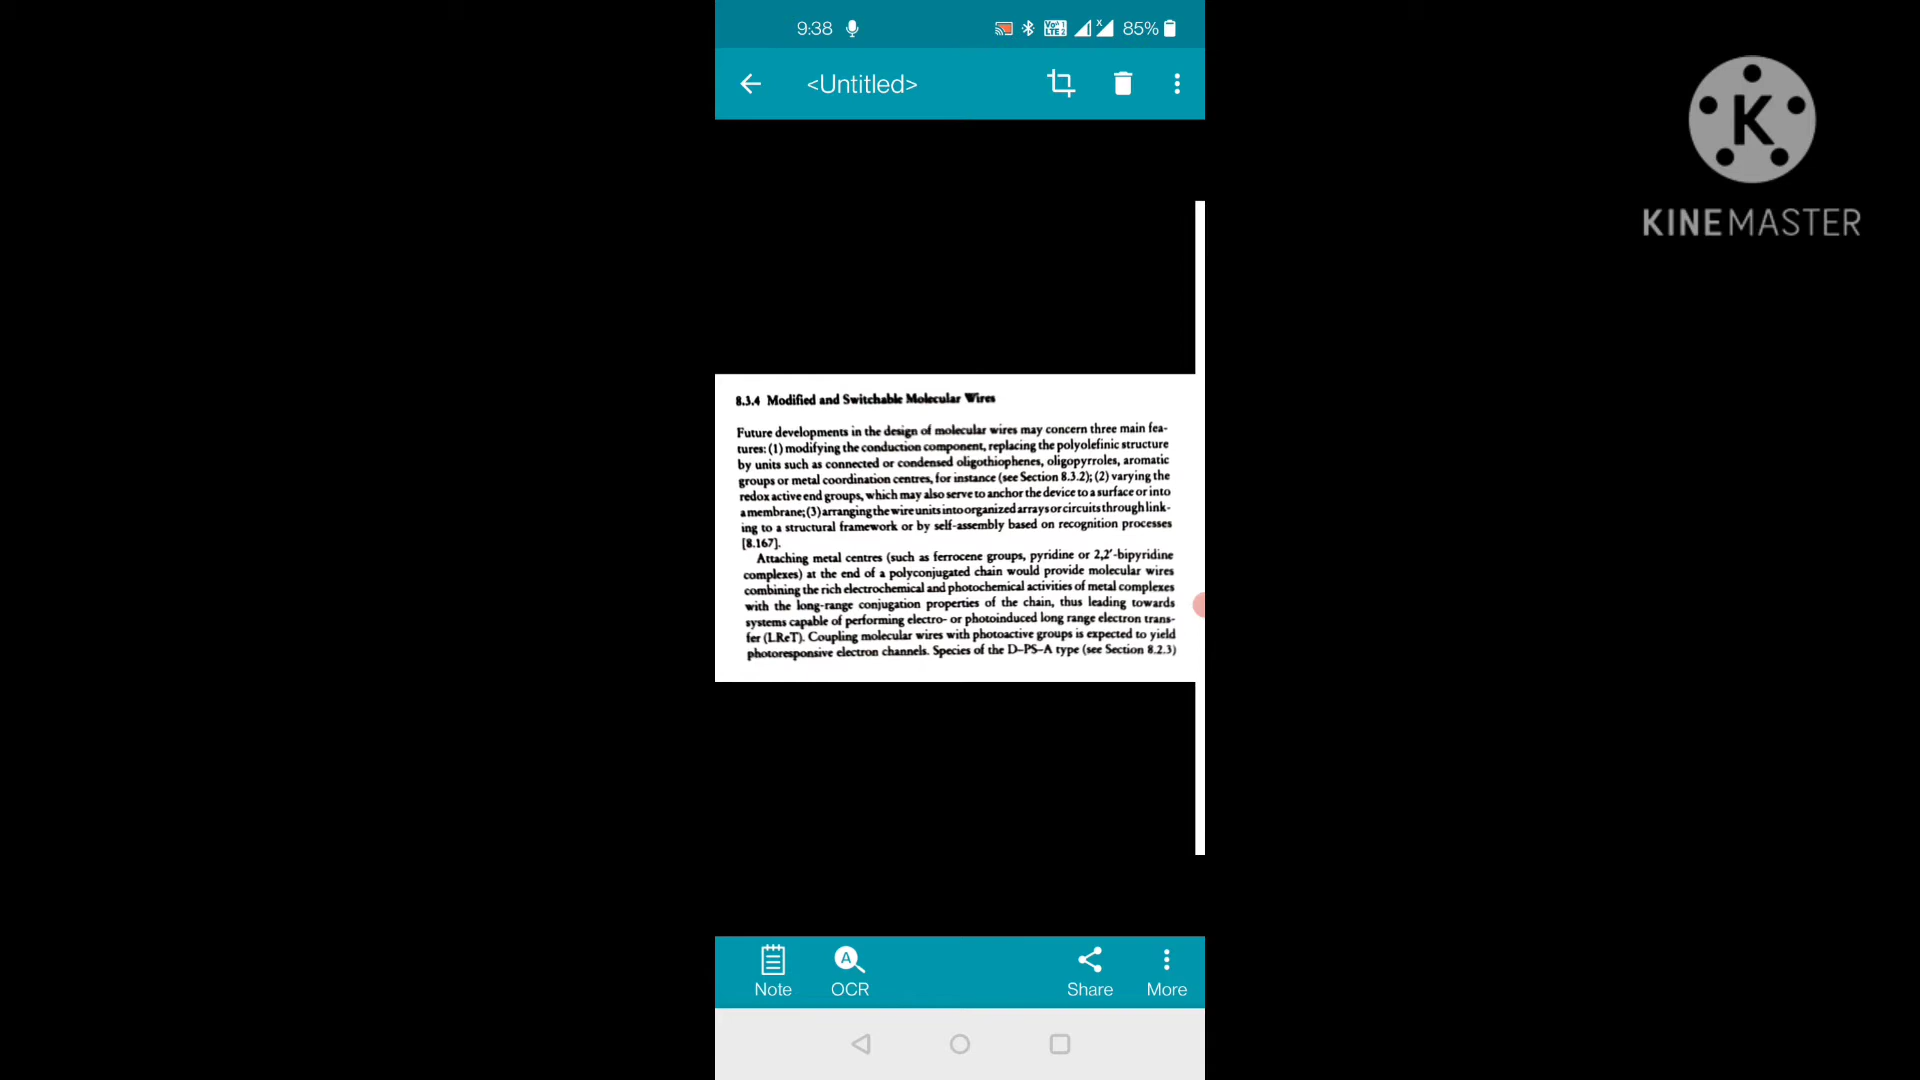 9:38
Vo 1
LTE 2
x
85%
<Untitled>
K
KINEMASTER
8.3.4 Modified and Switchable Molecular Wires
Future developments in the design of molecular wires may concern three main fea-
tures: (1) modifying the conduction component, replacing the polyolefinic structure
by units such as connected or condensed oligothiophenes, oligopyrroles, aromatic
groups or metal coordination centres, for instance (see Section 8.3.2); (2) varying the
redox active end groups, which may also serve to anchor the device to a surface or into
a membrane; (3) arranging the wire units into organized arrays or circuits through link-
ing to a structural framework or by self-assembly based on recognition processes
[8.167].
Attaching metal centres (such as ferrocene groups, pyridine or 2,2′-bipyridine
complexes) at the end of a polyconjugated chain would provide molecular wires
combining the rich electrochemical and photochemical activities of metal complexes
with the long-range conjugation properties of the chain, thus leading towards
systems capable of performing electro- or photoinduced long range electron trans-
fer (LReT). Coupling molecular wires with photoactive groups is expected to yield
photoresponsive electron channels. Species of the D–PS–A type (see Section 8.2.3)
A
Note OCR Share More